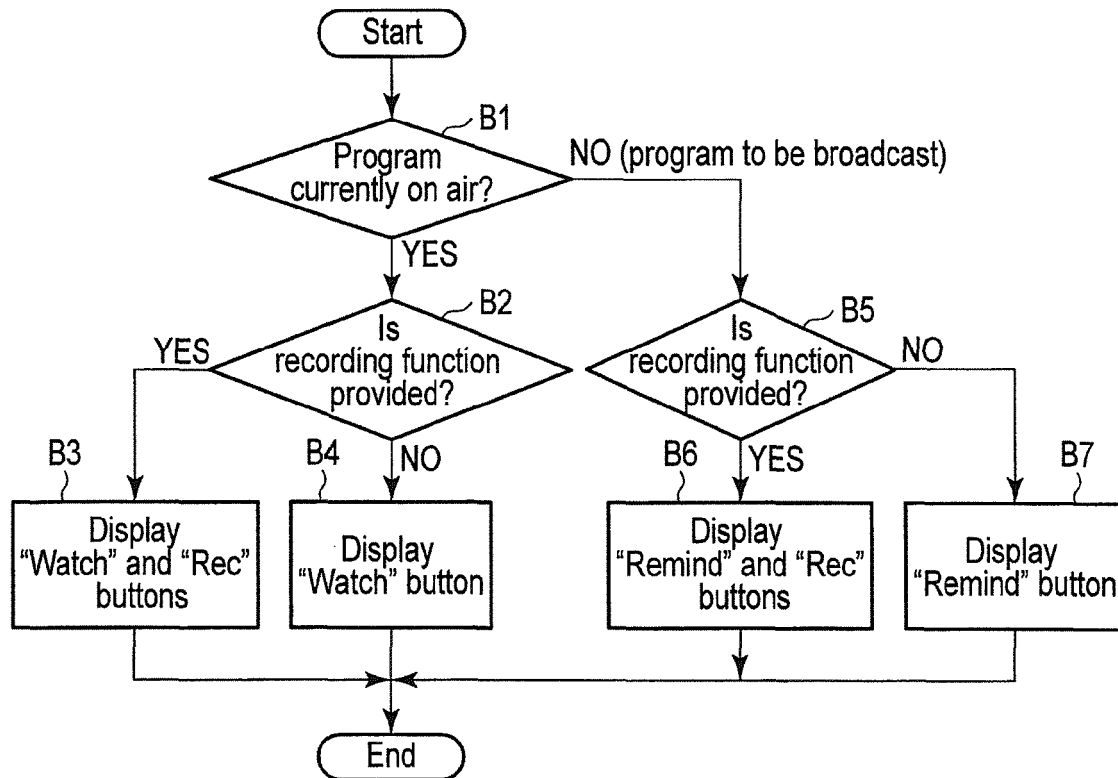 Start
B1
Program
currently on air?
NO (program to be broadcast)
YES
B2
Is
recording function
provided?
YES
NO
B5
Is
recording function
provided?
NO
YES
B3
Display
“Watch” and “Rec”
buttons
B4
Display
“Watch” button
B6
Display
“Remind” and “Rec”
buttons
B7
Display
“Remind” button
End